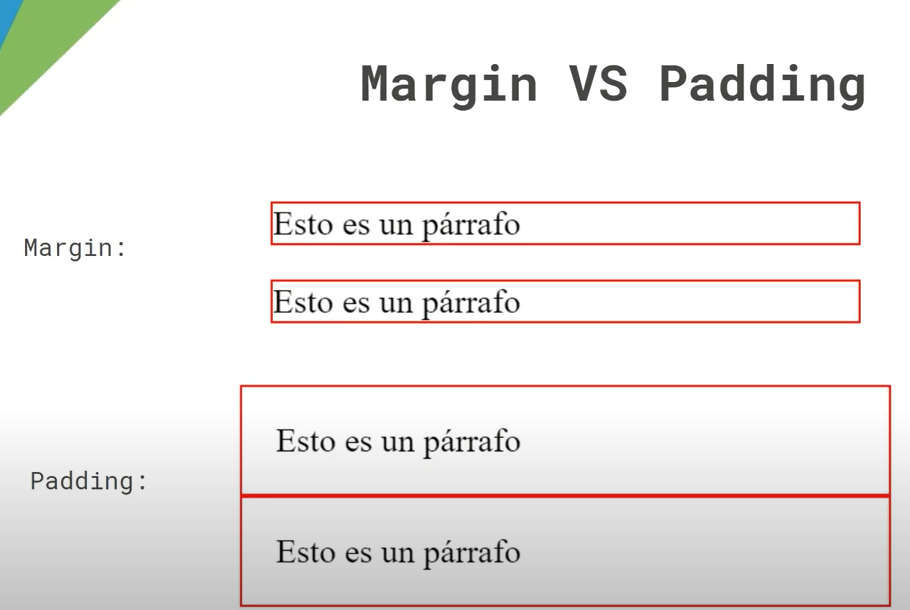 Margin VS Padding
Margin:
Esto es un párrafo
Esto es un párrafo
Padding:
Esto es un párrafo
Esto es un párrafo